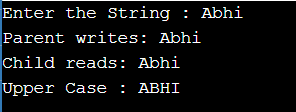 Enter the String : Abhi
Parent writes: Abhi
Child reads: Abhi
Upper Case : ABHI